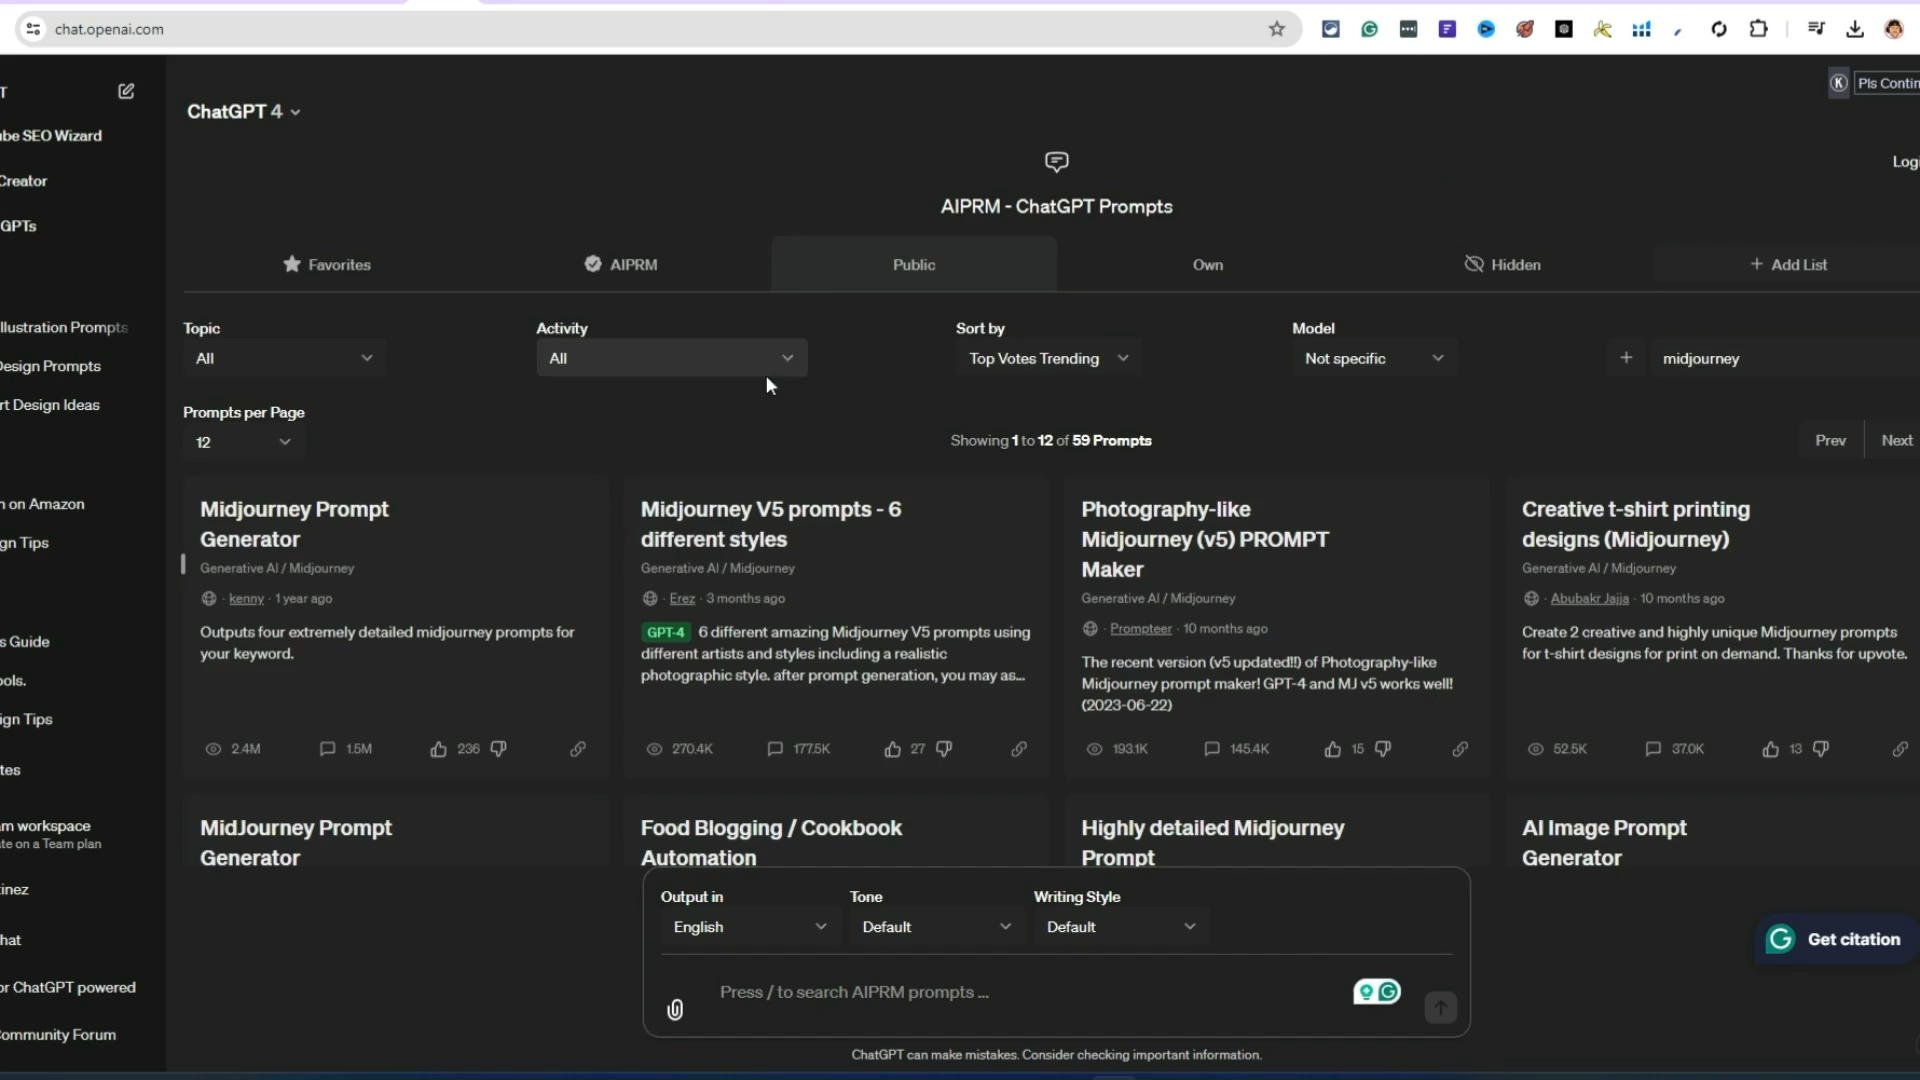 chat.openai.com
T
ube SEO Wizard
Creator
GPTs
llustration Prompts
Design Prompts
rt Design Ideas
n on Amazon
gn Tips
s Guide
ools.
ign Tips
tes
am workspace
ate on a Team plan
tinez
hat
or ChatGPT powered
Community Forum
ChatGPT 4
K
Pls Contin
Logi
AIPRM - ChatGPT Prompts
Favorites
AIPRM
Public
Own
Hidden
+ Add List
Topic
Activity
Sort by
Model
All
All
Top Votes Trending
Not specific
+
midjourney
Prompts per Page
12
Showing 1 to 12 of 59 Prompts
Prev
Next
Midjourney Prompt
Generator
Generative AI / Midjourney
· kenny · 1 year ago
Outputs four extremely detailed midjourney prompts for
your keyword.
2.4M
1.5M
236
Midjourney V5 prompts - 6
different styles
Generative AI / Midjourney
· Erez · 3 months ago
GPT-4 6 different amazing Midjourney V5 prompts using
different artists and styles including a realistic
photographic style. after prompt generation, you may as...
270.4K
177.5K
27
Photography-like
Midjourney (v5) PROMPT
Maker
Generative AI / Midjourney
· Prompteer · 10 months ago
The recent version (v5 updated!!) of Photography-like
Midjourney prompt maker! GPT-4 and MJ v5 works well!
(2023-06-22)
193.1K
145.4K
15
Creative t-shirt printing
designs (Midjourney)
Generative AI / Midjourney
· Abubakr Jajja · 10 months ago
Create 2 creative and highly unique Midjourney prompts
for t-shirt designs for print on demand. Thanks for upvote.
52.5K
37.0K
13
MidJourney Prompt
Generator
Food Blogging / Cookbook
Automation
Highly detailed Midjourney
Prompt
AI Image Prompt
Generator
Output in
Tone
Writing Style
English
Default
Default
Press / to search AIPRM prompts ...
Get citation
ChatGPT can make mistakes. Consider checking important information.